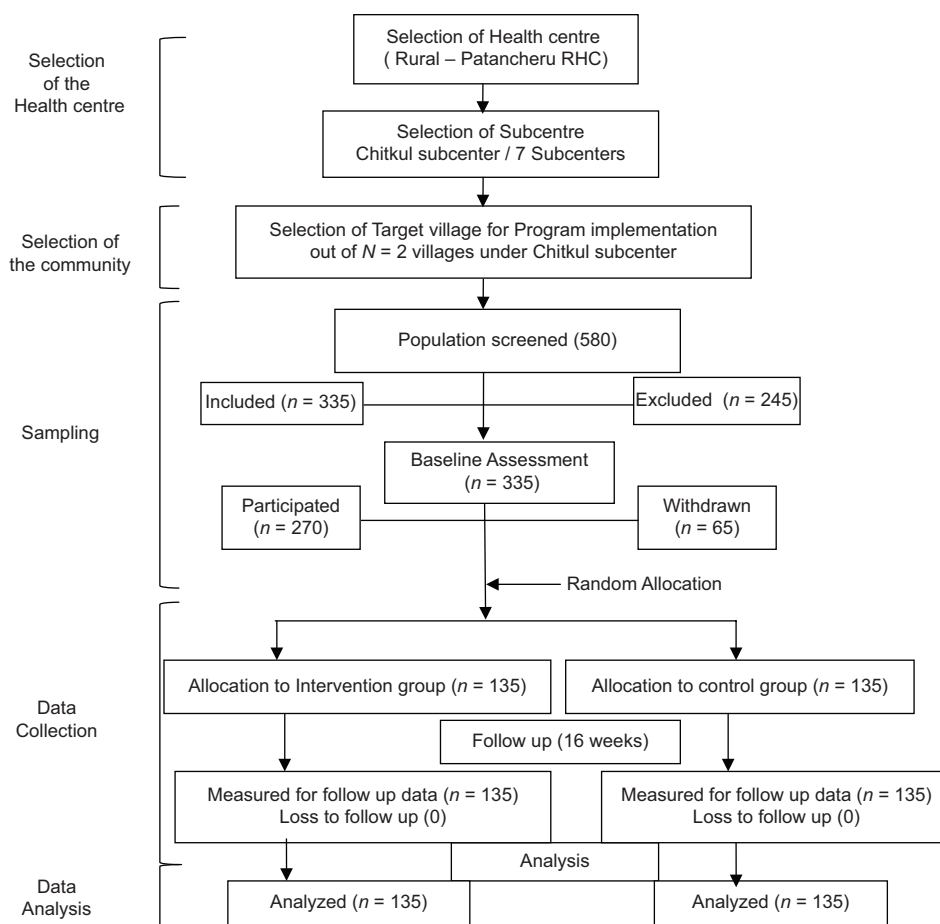 Selection
of the
Health centre
Selection of Health centre
( Rural – Patancheru RHC)
Selection of Subcentre
Chitkul subcenter / 7 Subcenters
Selection of
the community
Selection of Target village for Program implementation
out of N = 2 villages under Chitkul subcenter
Sampling
Population screened (580)
Included (n = 335)
Excluded (n = 245)
Baseline Assessment
(n = 335)
Participated
(n = 270)
Withdrawn
(n = 65)
Random Allocation
Data
Collection
Allocation to Intervention group (n = 135)
Allocation to control group (n = 135)
Follow up (16 weeks)
Measured for follow up data (n = 135)
Loss to follow up (0)
Measured for follow up data (n = 135)
Loss to follow up (0)
Analysis
Data
Analysis
Analyzed (n = 135)
Analyzed (n = 135)